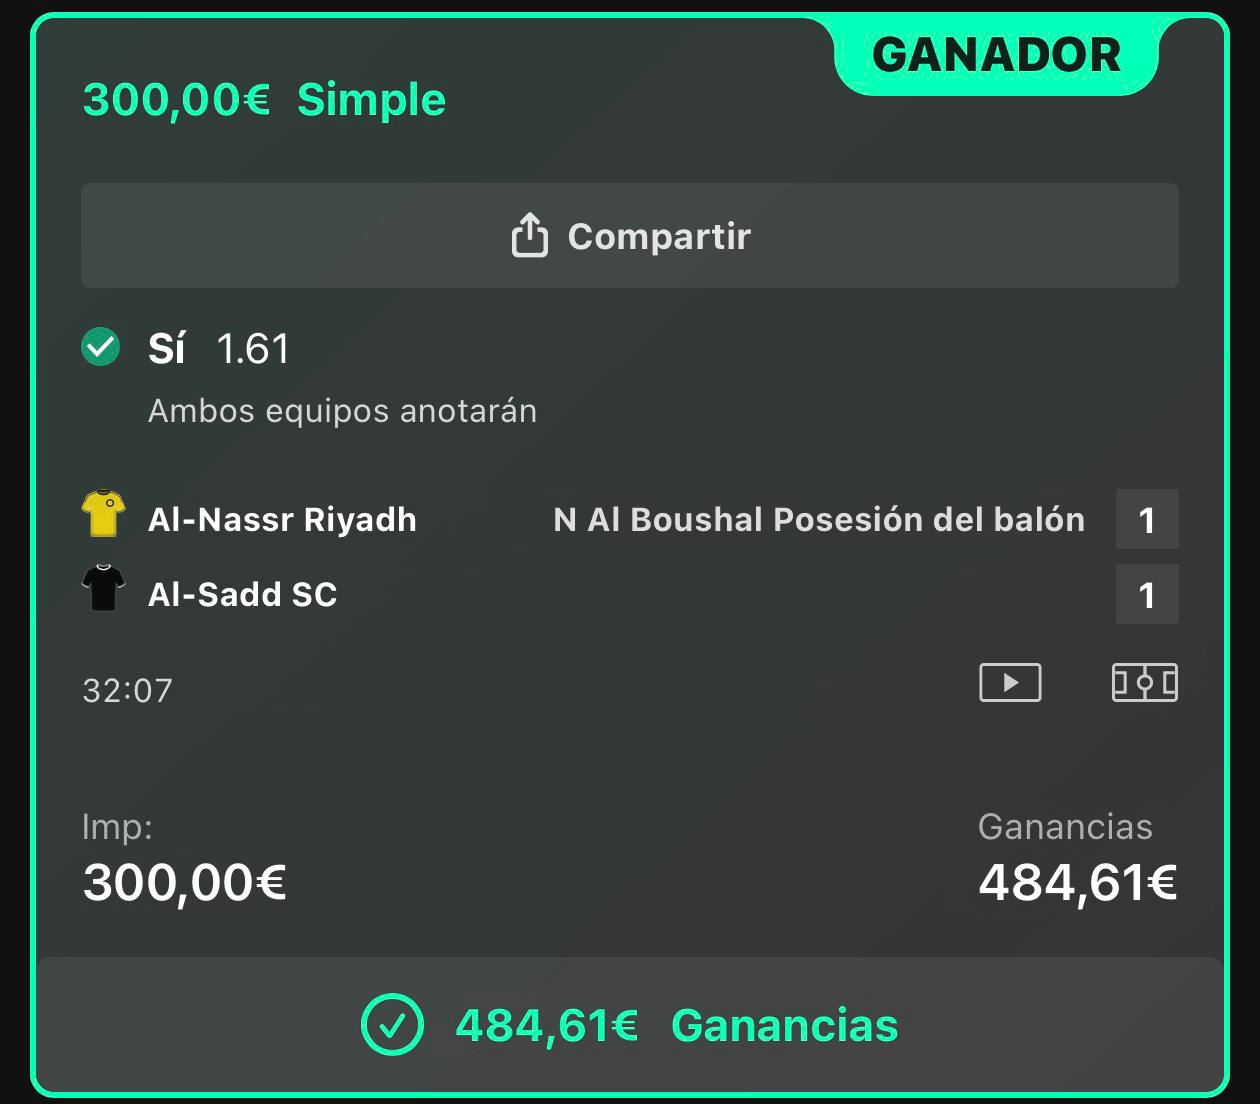 GANADOR
300,00€ Simple
Compartir
Sí 1.61
Ambos equipos anotarán
Al-Nassr Riyadh N Al Boushal Posesión del balón 1
Al-Sadd SC 1
32:07
Imp: Ganancias
300,00€ 484,61€
484,61€ Ganancias